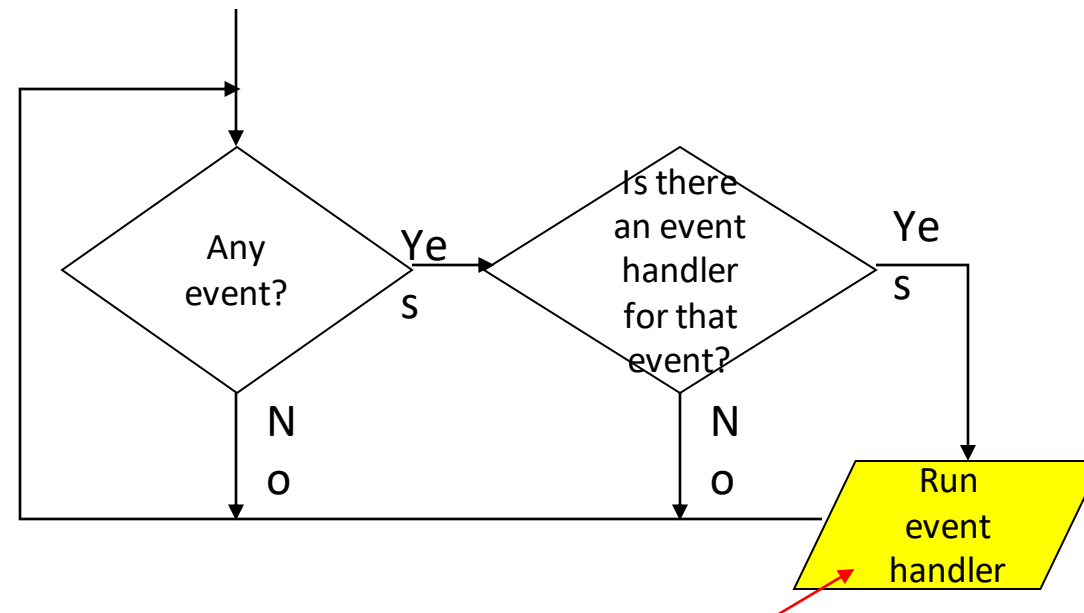 Any
event?
Ye
s
N
o
Is there
an event
handler
for that
event?
Ye
s
N
o
Run
event
handler